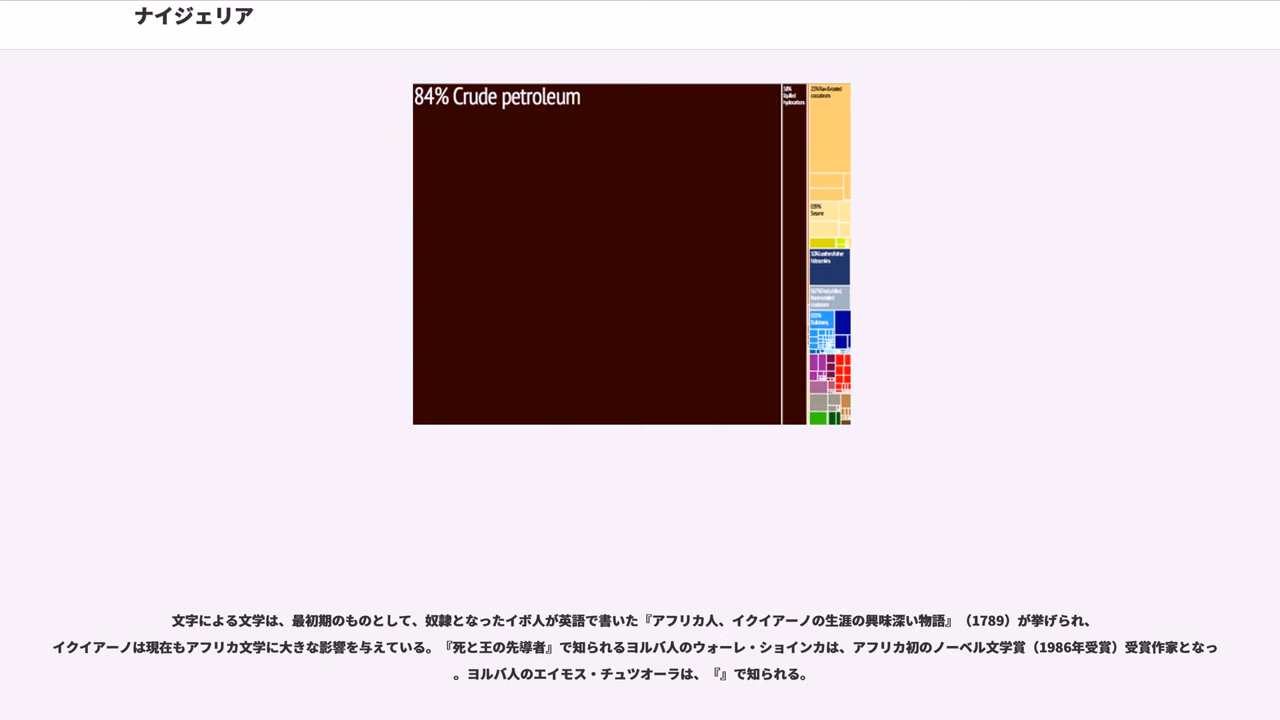 ナイジェリア
84% Crude petroleum
文字による文学は、最初期のものとして、奴隷となったイボ人が英語で書いた『アフリカ人、イクイアーノの生涯の興味深い物語』（1789）が挙げられ、
イクイアーノは現在もアフリカ文学に大きな影響を与えている。『死と王の先導者』で知られるヨルバ人のウォーレ・ショインカは、アフリカ初のノーベル文学賞（1986年受賞）受賞作家となっ
。ヨルバ人のエイモス・チュツオーラは、『』で知られる。